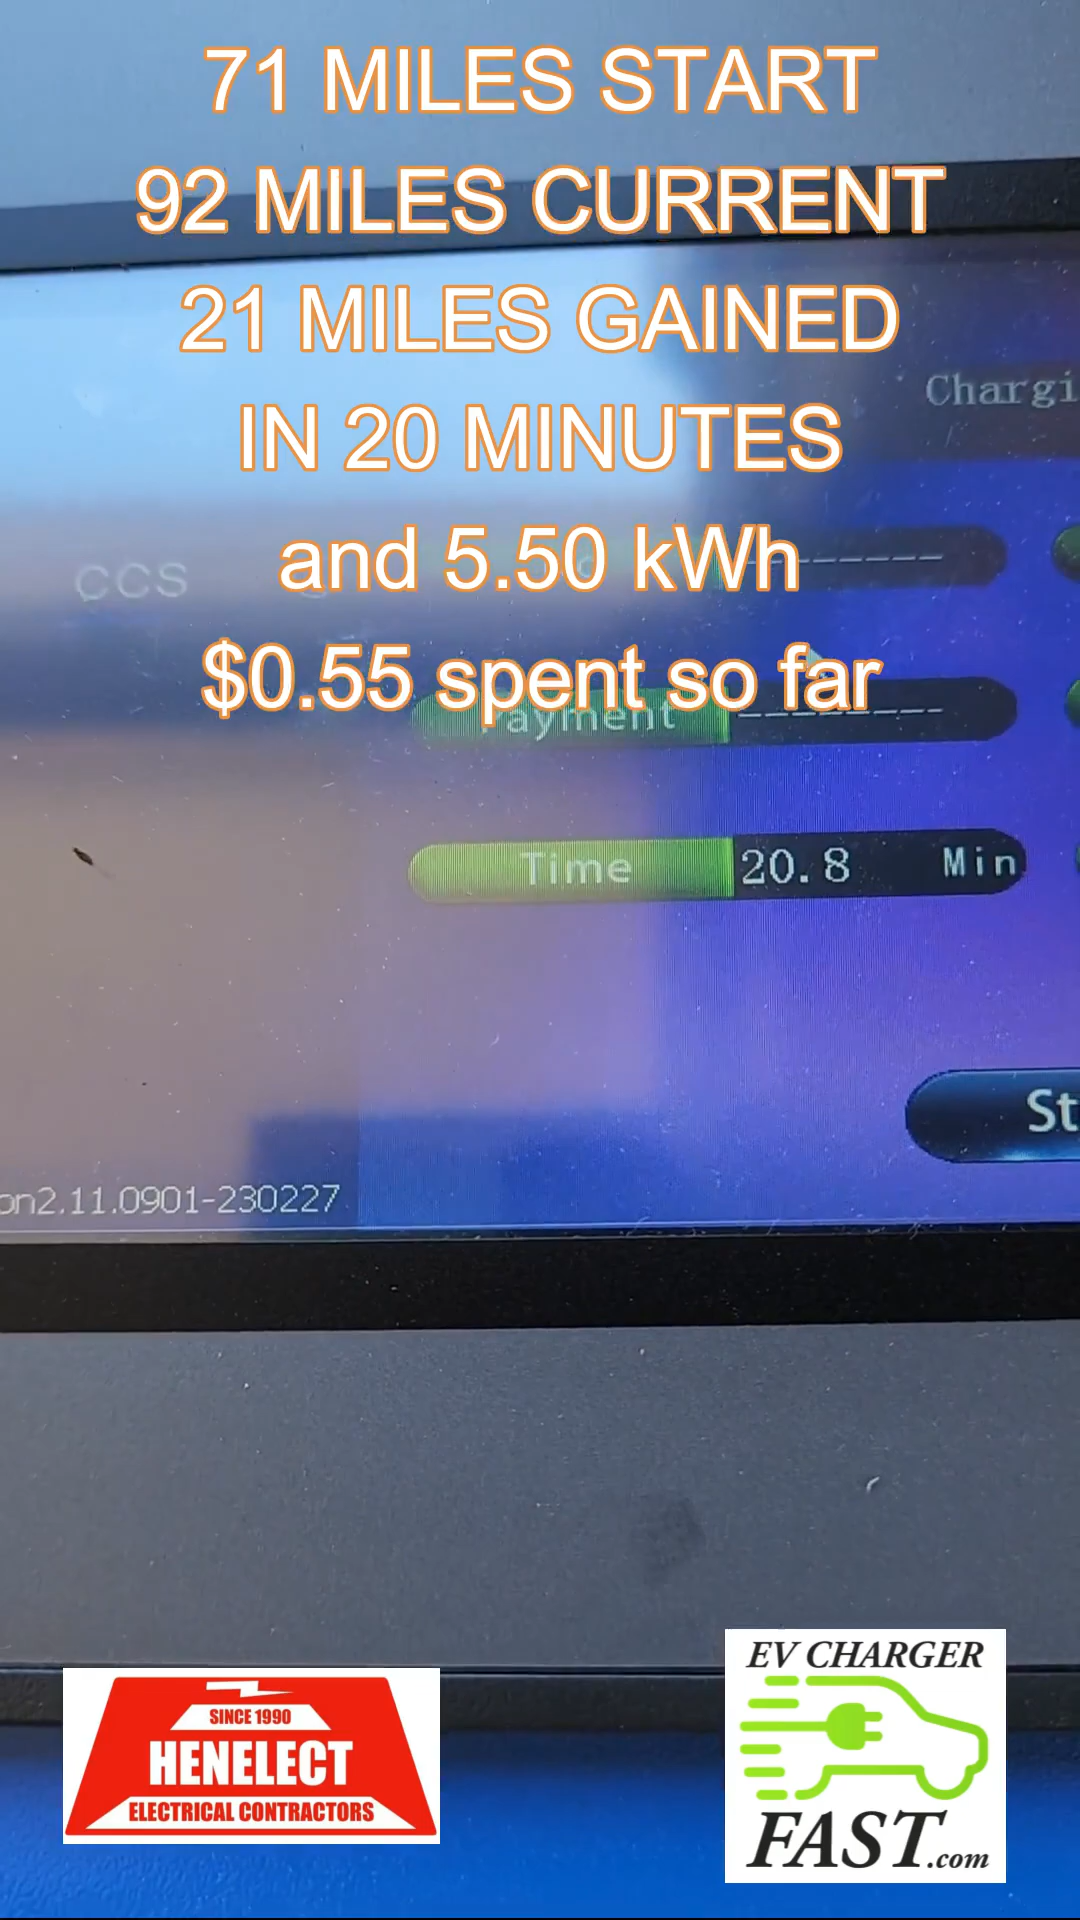 71 MILES START
92 MILES CURRENT
21 MILES GAINED
IN 20 MINUTES
and 5.50 kWh
$0.55 spent so far
Chargi
CCS
Payment
Time 20.8 Min
St
on2.11.0901-230227
SINCE 1990
HENELECT
ELECTRICAL CONTRACTORS
EV CHARGER
FAST.com